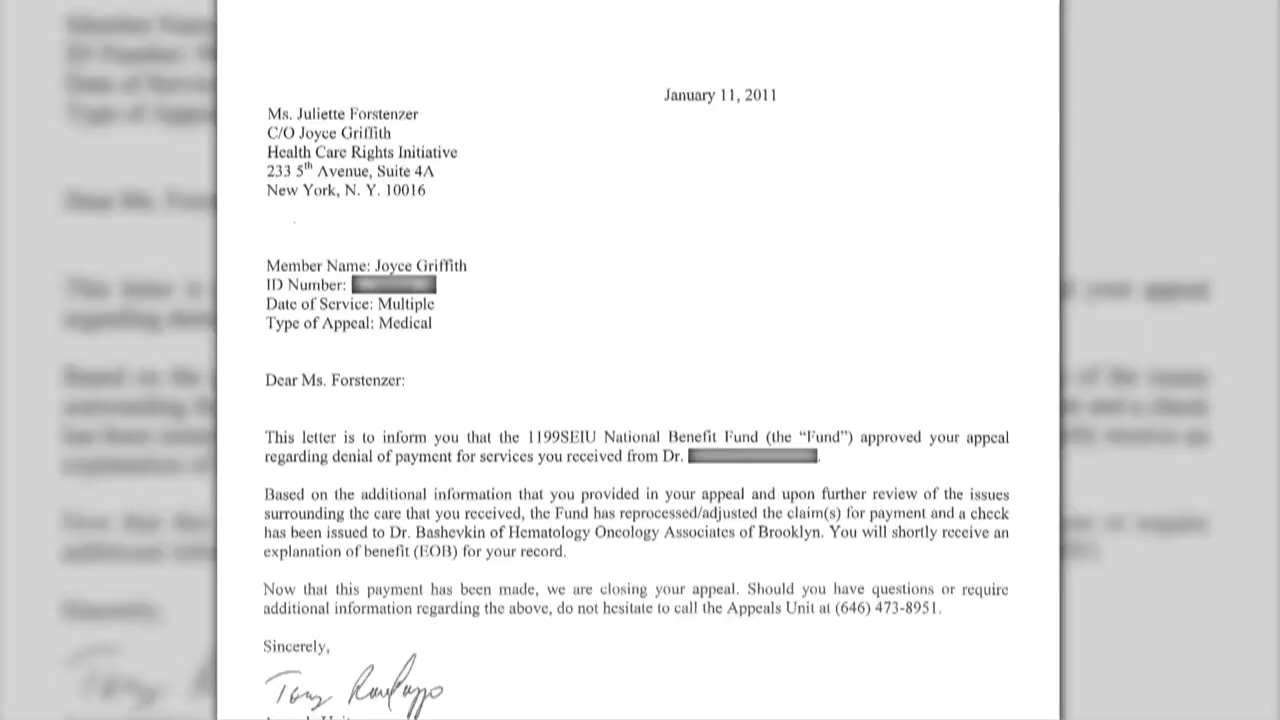 January 11, 2011
Ms. Juliette Forstenzer
C/O Joyce Griffith
Health Care Rights Initiative
233 5th Avenue, Suite 4A
New York, N. Y. 10016
Member Name: Joyce Griffith
ID Number:
Date of Service: Multiple
Type of Appeal: Medical
Dear Ms. Forstenzer:
This letter is to inform you that the 1199SEIU National Benefit Fund (the “Fund”) approved your appeal
regarding denial of payment for services you received from Dr. .
Based on the additional information that you provided in your appeal and upon further review of the issues
surrounding the care that you received, the Fund has reprocessed/adjusted the claim(s) for payment and a check
has been issued to Dr. Bashevkin of Hematology Oncology Associates of Brooklyn. You will shortly receive an
explanation of benefit (EOB) for your record.
Now that this payment has been made, we are closing your appeal. Should you have questions or require
additional information regarding the above, do not hesitate to call the Appeals Unit at (646) 473-8951.
Sincerely,
Tony